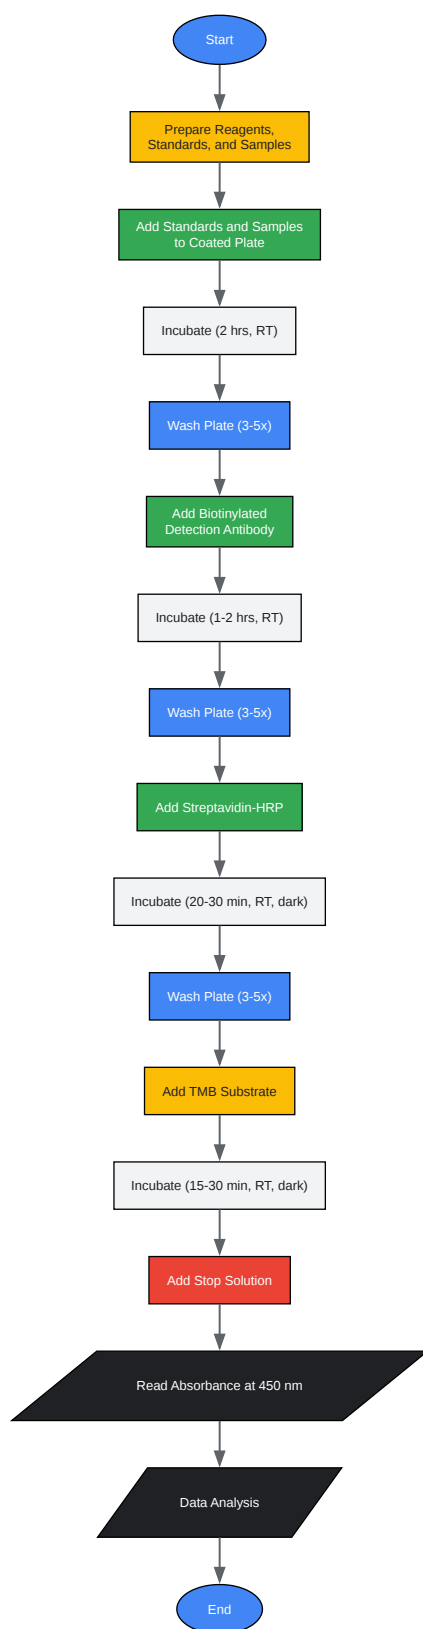 Start
Prepare Reagents,
Standards, and Samples
Add Standards and Samples
to Coated Plate
Incubate (2 hrs, RT)
Wash Plate (3-5x)
Add Biotinylated
Detection Antibody
Incubate (1-2 hrs, RT)
Wash Plate (3-5x)
Add Streptavidin-HRP
Incubate (20-30 min, RT, dark)
Wash Plate (3-5x)
Add TMB Substrate
Incubate (15-30 min, RT, dark)
Add Stop Solution
Read Absorbance at 450 nm
Data Analysis
End